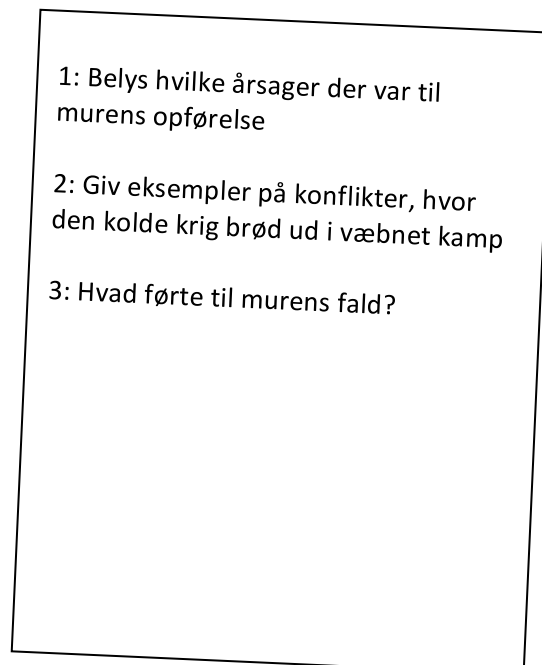 1: Belys hvilke årsager der var til
murens opførelse
2: Giv eksempler på konflikter, hvor
den kolde krig brød ud i væbnet kamp
3: Hvad førte til murens fald?